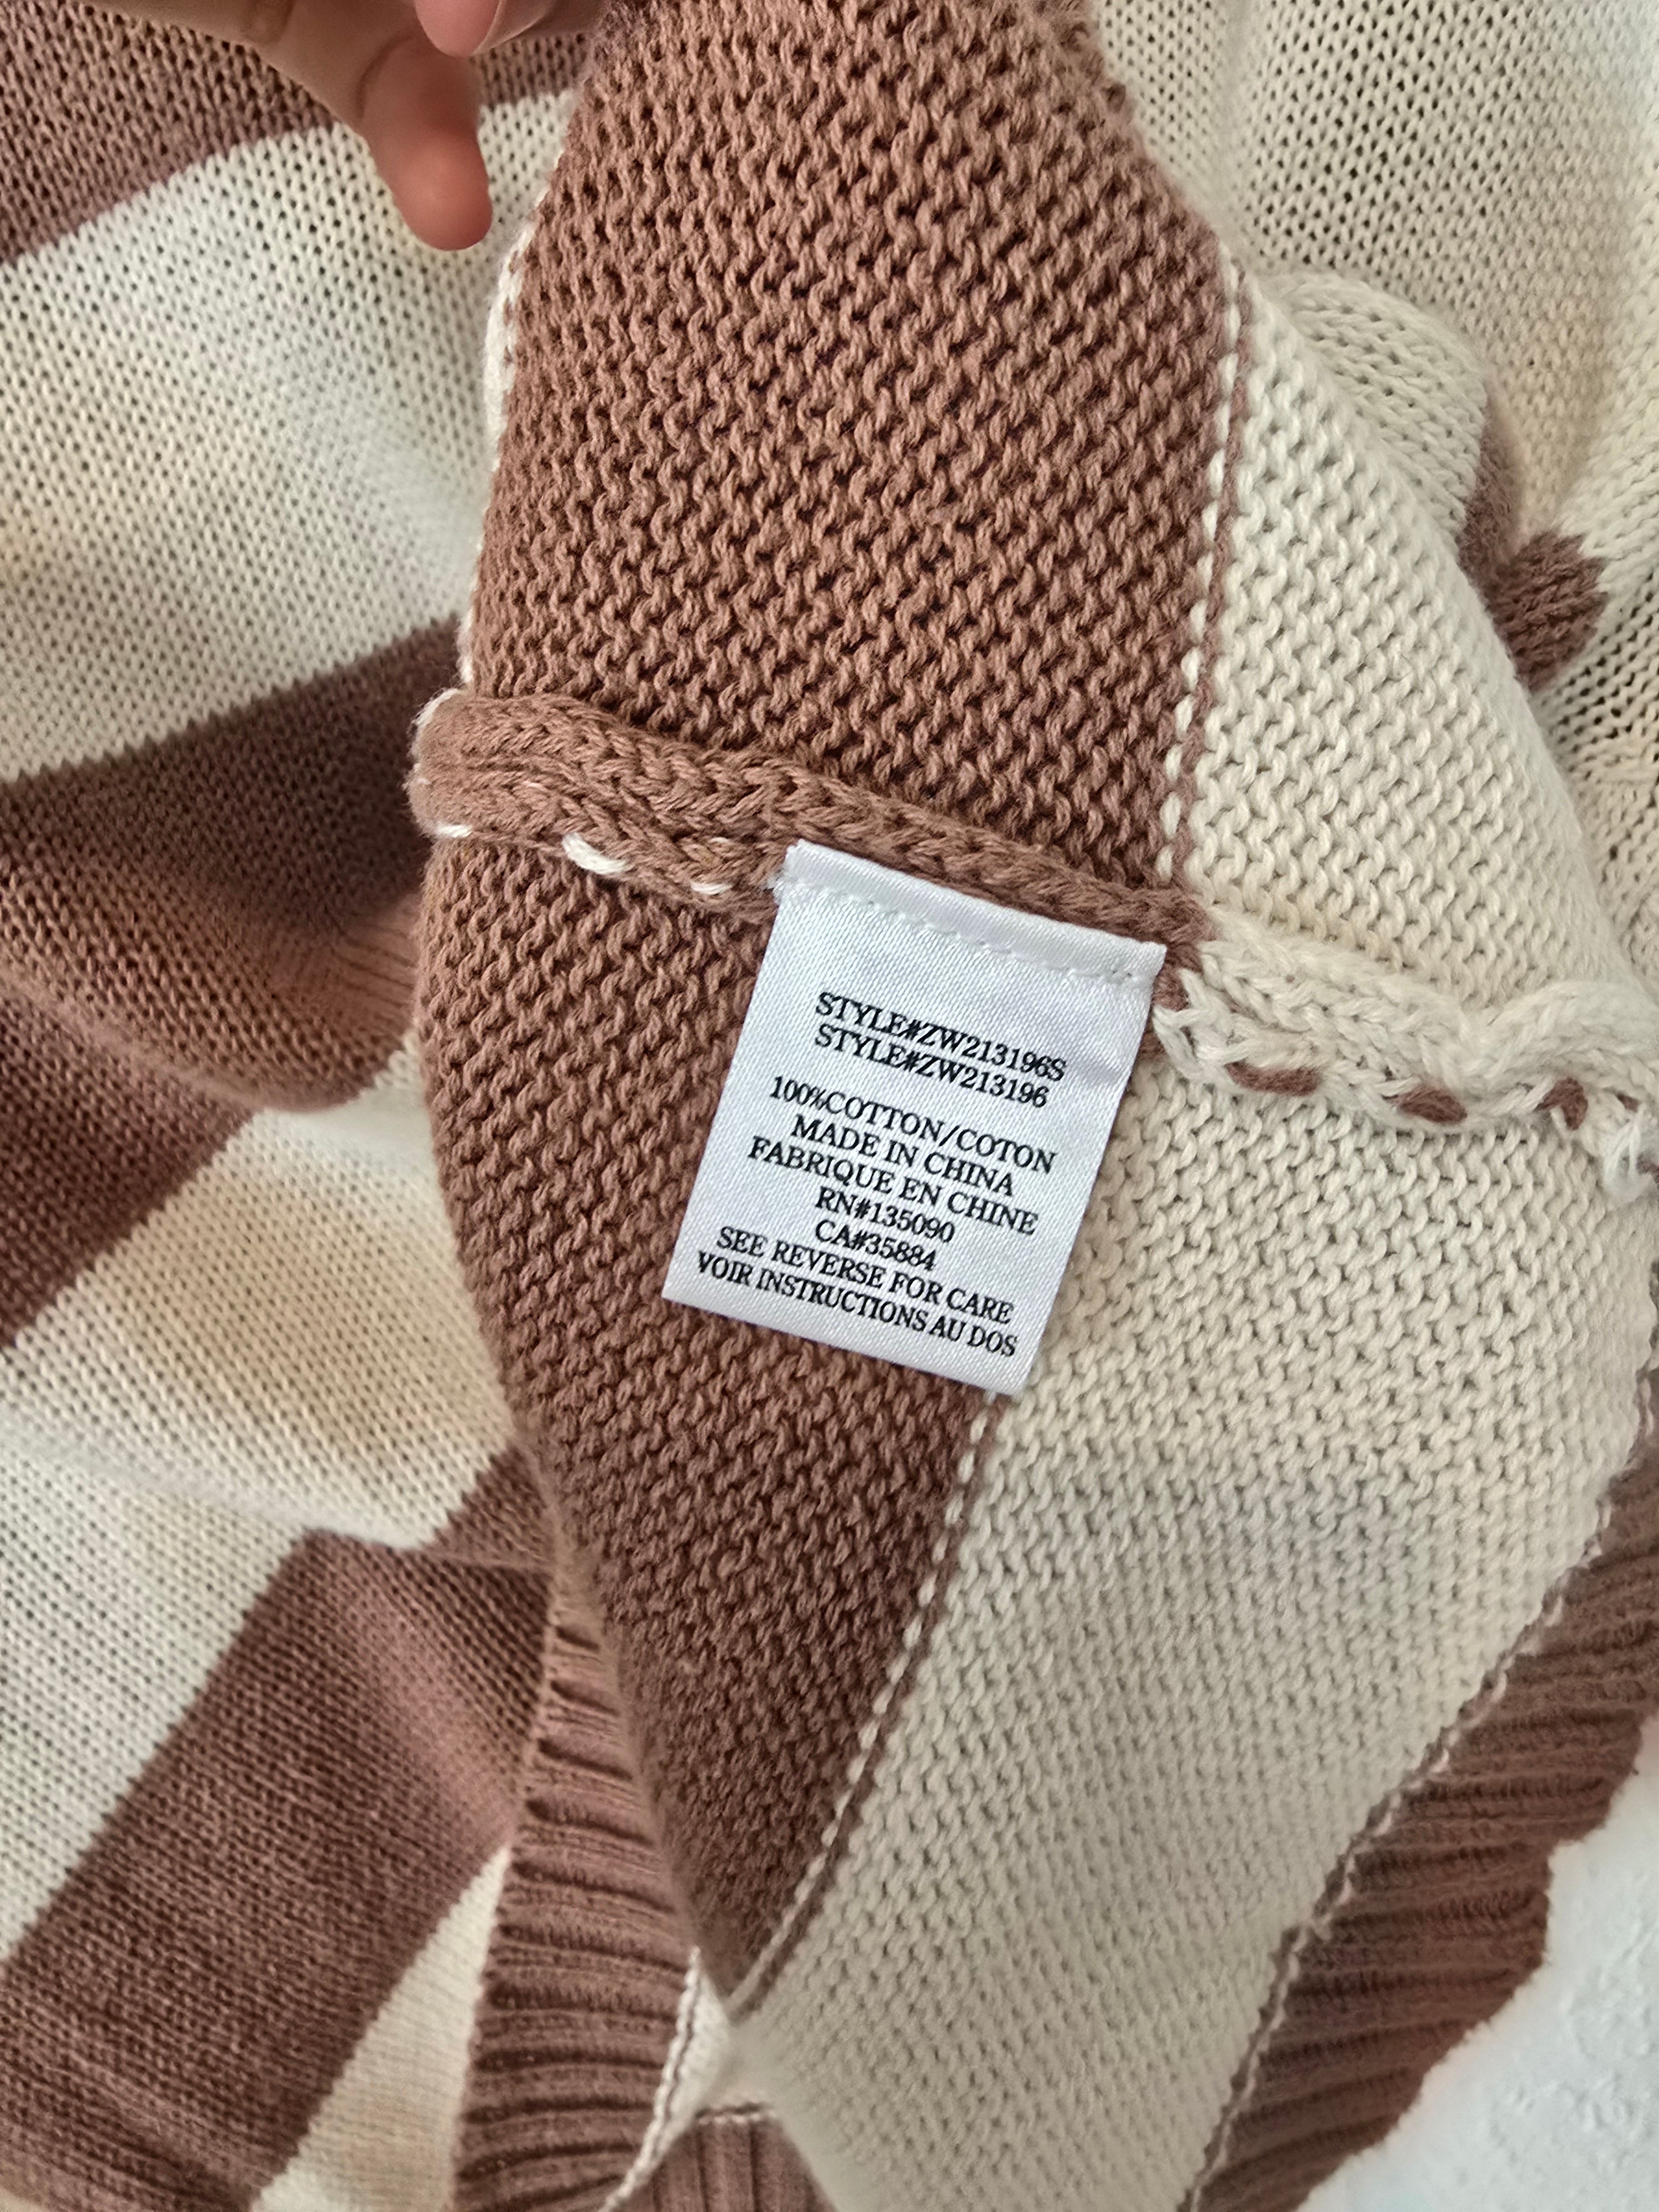 STYLE#ZW213196S
STYLE#ZW213196
100%COTTON/COTON
MADE IN CHINA
FABRIQUE EN CHINE
RN#135090
CA#35884
SEE REVERSE FOR CARE
VOIR INSTRUCTIONS AU DOS